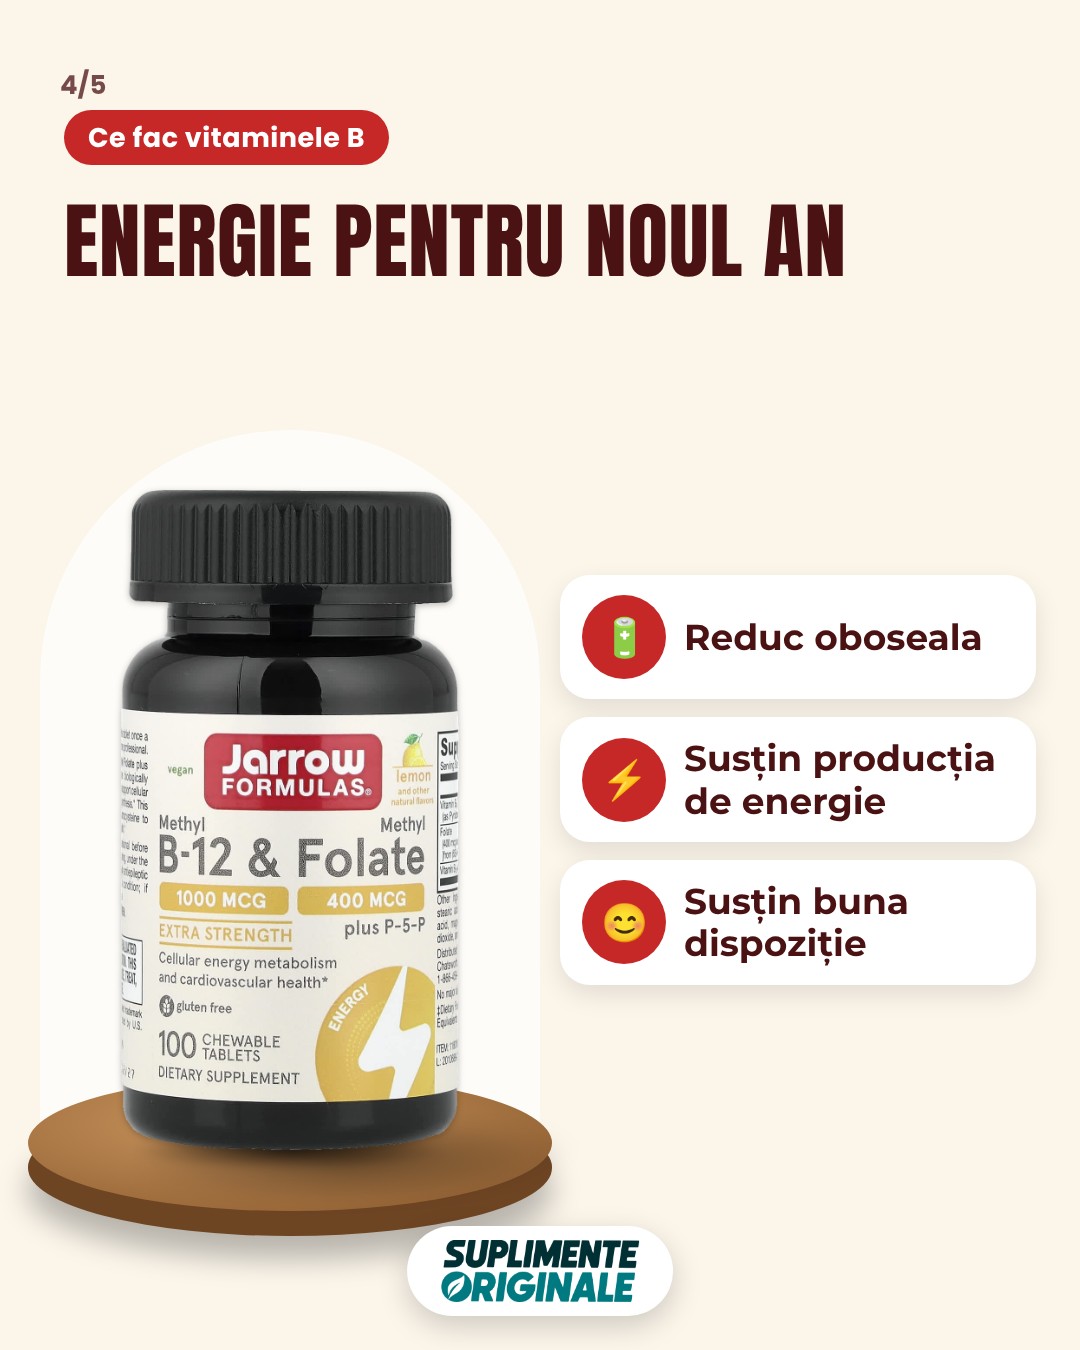 4/5
Ce fac vitaminele B
ENERGIE PENTRU NOUL AN
Reduc oboseala
Susțin producția
de energie
Susțin buna
dispoziție
vegan
Jarrow
FORMULAS®
lemon
and other
natural flavors
Methyl Methyl
B-12 & Folate
1000 MCG 400 MCG
EXTRA STRENGTH
plus P-5-P
Cellular energy metabolism
and cardiovascular health*
gluten free
ENERGY
100 CHEWABLE
TABLETS
DIETARY SUPPLEMENT
SUPLIMENTE
ORIGINALE